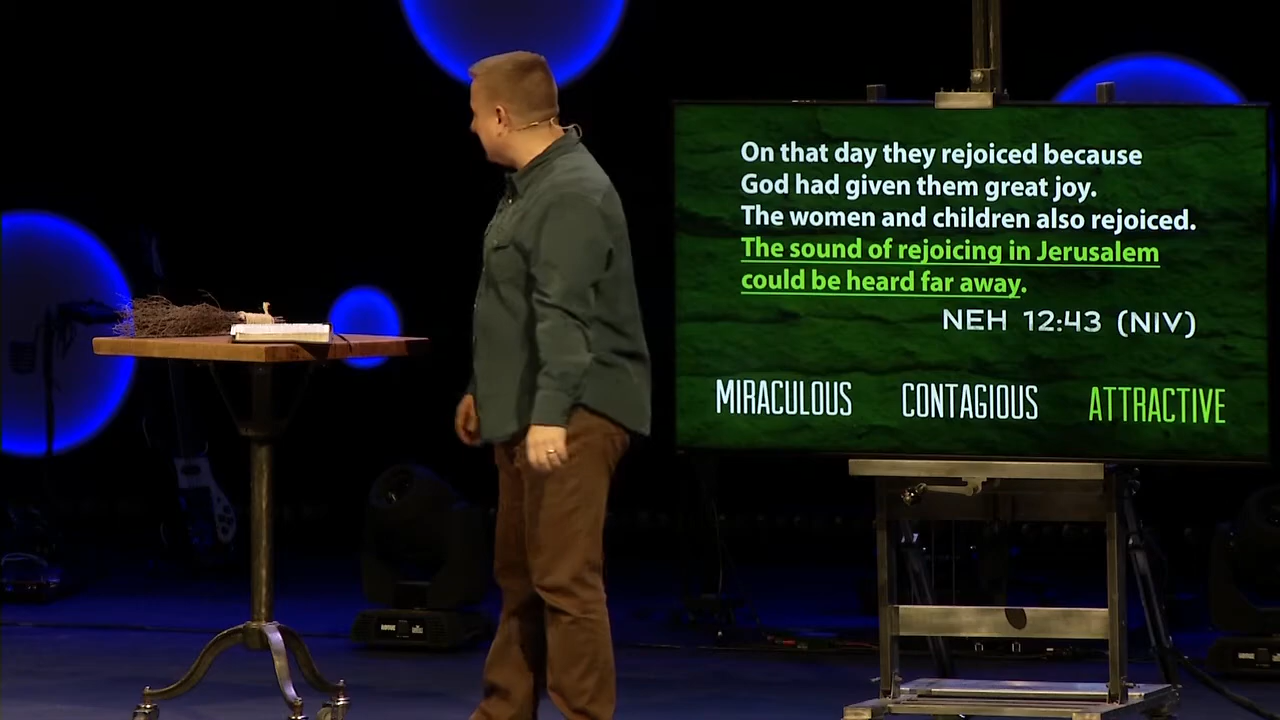 On that day they rejoiced because
God had given them great joy.
The women and children also rejoiced.
The sound of rejoicing in Jerusalem
could be heard far away.
NEH 12:43 (NIV)
MIRACULOUS CONTAGIOUS ATTRACTIVE